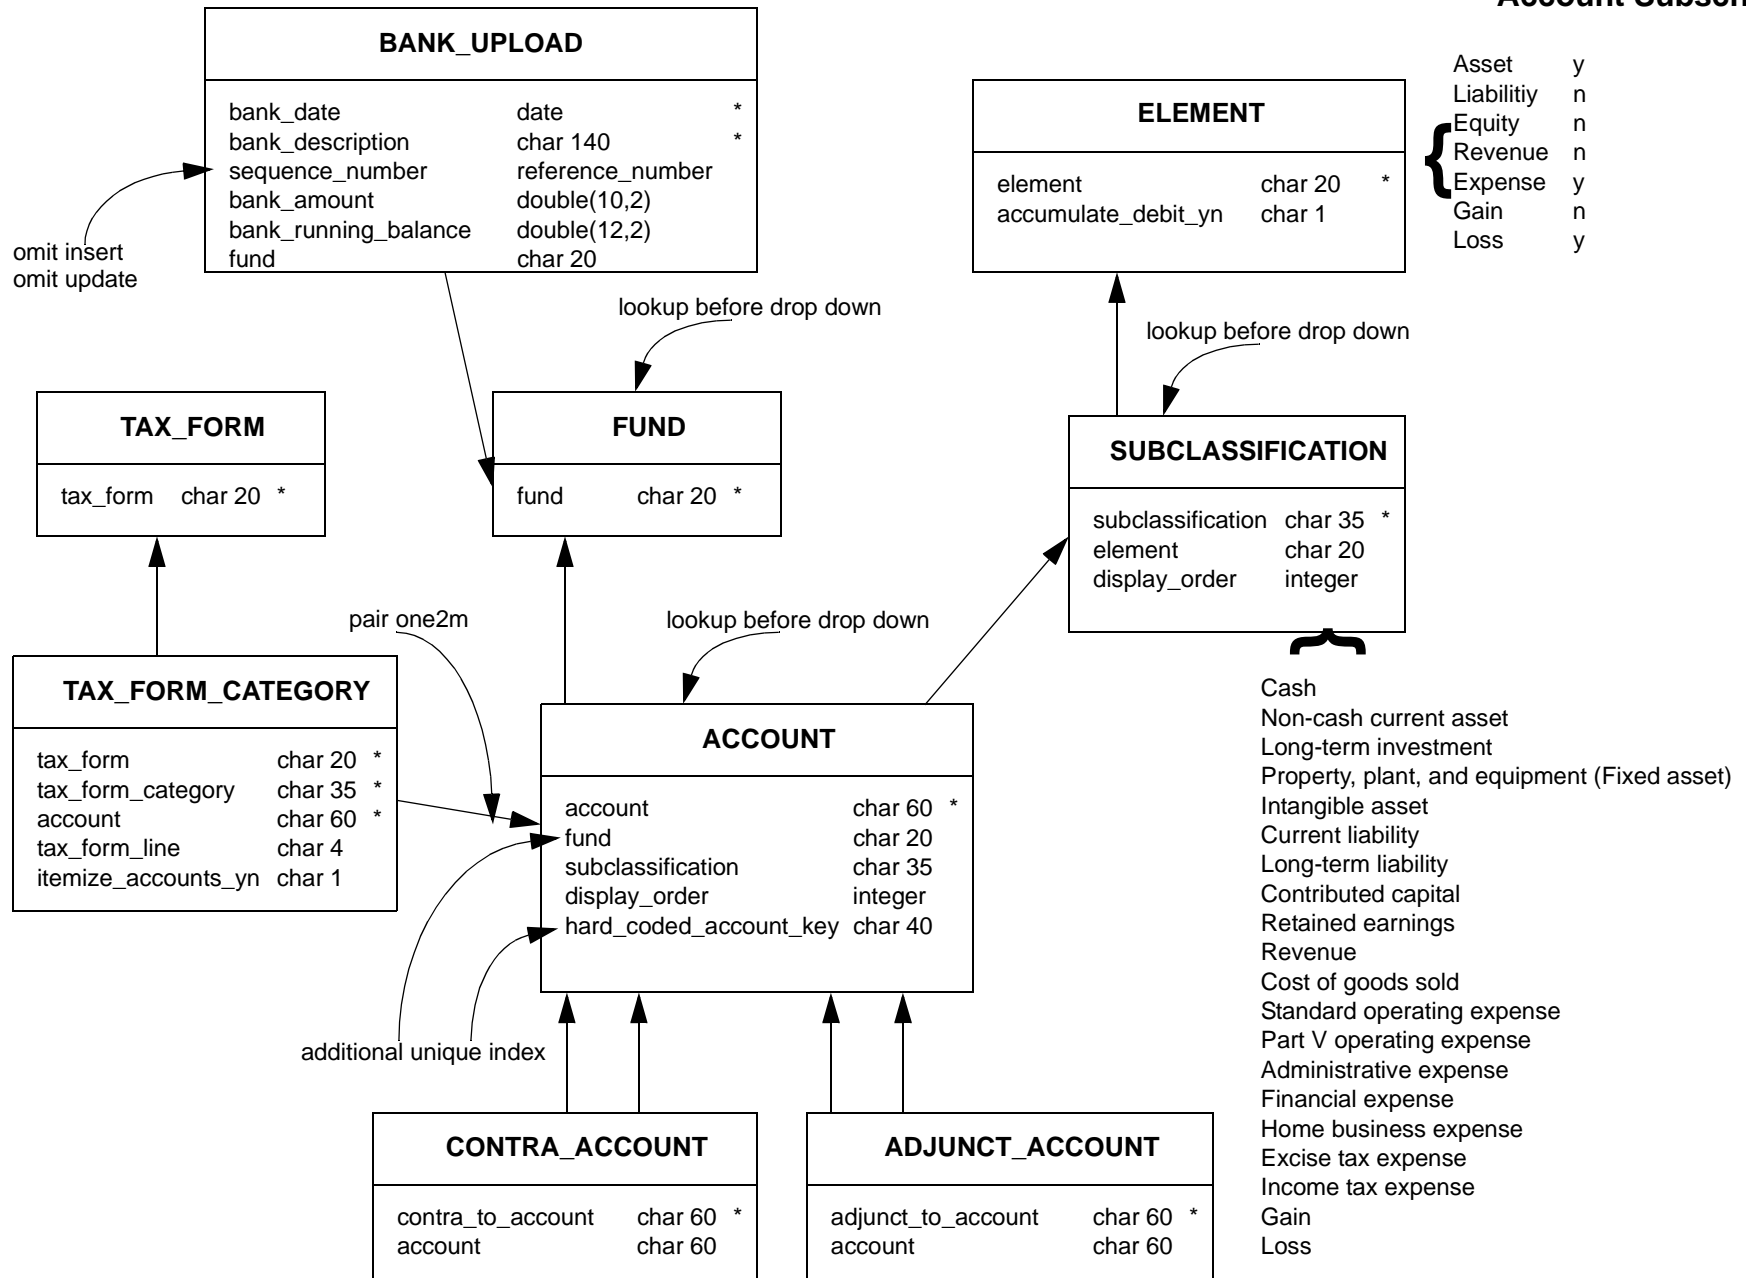 Account Subsch
BANK_UPLOAD
bank_date date *
bank_description char 140 *
sequence_number reference_number
bank_amount double(10,2)
bank_running_balance double(12,2)
fund char 20
omit insert
omit update
ELEMENT
element char 20 *
accumulate_debit_yn char 1
Asset y
Liabilitiy n
Equity n
Revenue n
Expense y
Gain n
Loss y
{
lookup before drop down
lookup before drop down
TAX_FORM
tax_form char 20 *
FUND
fund char 20 *
SUBCLASSIFICATION
subclassification char 35 *
element char 20
display_order integer
{
pair one2m
lookup before drop down
TAX_FORM_CATEGORY
tax_form char 20 *
tax_form_category char 35 *
account char 60 *
tax_form_line char 4
itemize_accounts_yn char 1
ACCOUNT
account char 60 *
fund char 20
subclassification char 35
display_order integer
hard_coded_account_key char 40
additional unique index
Cash
Non-cash current asset
Long-term investment
Property, plant, and equipment (Fixed asset)
Intangible asset
Current liability
Long-term liability
Contributed capital
Retained earnings
Revenue
Cost of goods sold
Standard operating expense
Part V operating expense
Administrative expense
Financial expense
Home business expense
Excise tax expense
Income tax expense
Gain
Loss
CONTRA_ACCOUNT
contra_to_account char 60 *
account char 60
ADJUNCT_ACCOUNT
adjunct_to_account char 60 *
account char 60